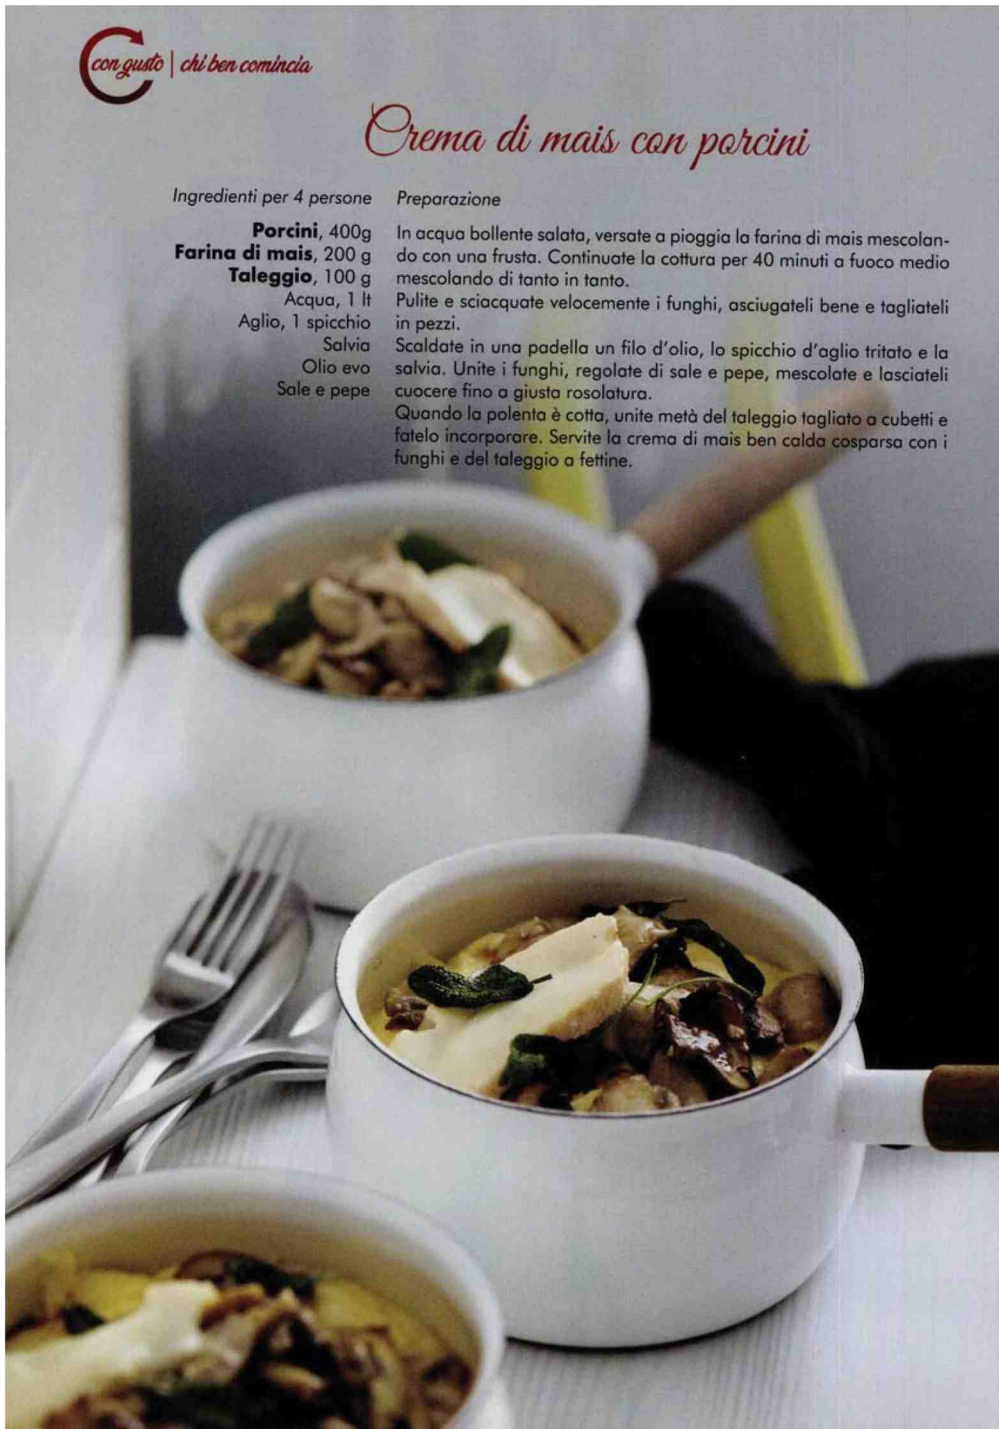 con gusto | chi ben comincia
Crema di mais con porcini
Ingredienti per 4 persone
Porcini, 400g
Farina di mais, 200 g
Taleggio, 100 g
Acqua, 1 lt
Aglio, 1 spicchio
Salvia
Olio evo
Sale e pepe
Preparazione
In acqua bollente salata, versate a pioggia la farina di mais mescolan-
do con una frusta. Continuate la cottura per 40 minuti a fuoco medio
mescolando di tanto in tanto.
Pulite e sciacquate velocemente i funghi, asciugateli bene e tagliateli
in pezzi.
Scaldate in una padella un filo d'olio, lo spicchio d'aglio tritato e la
salvia. Unite i funghi, regolate di sale e pepe, mescolate e lasciateli
cuocere fino a giusta rosolatura.
Quando la polenta è cotta, unite metà del taleggio tagliato a cubetti e
fatelo incorporare. Servite la crema di mais ben calda cosparsa con i
funghi e del taleggio a fettine.